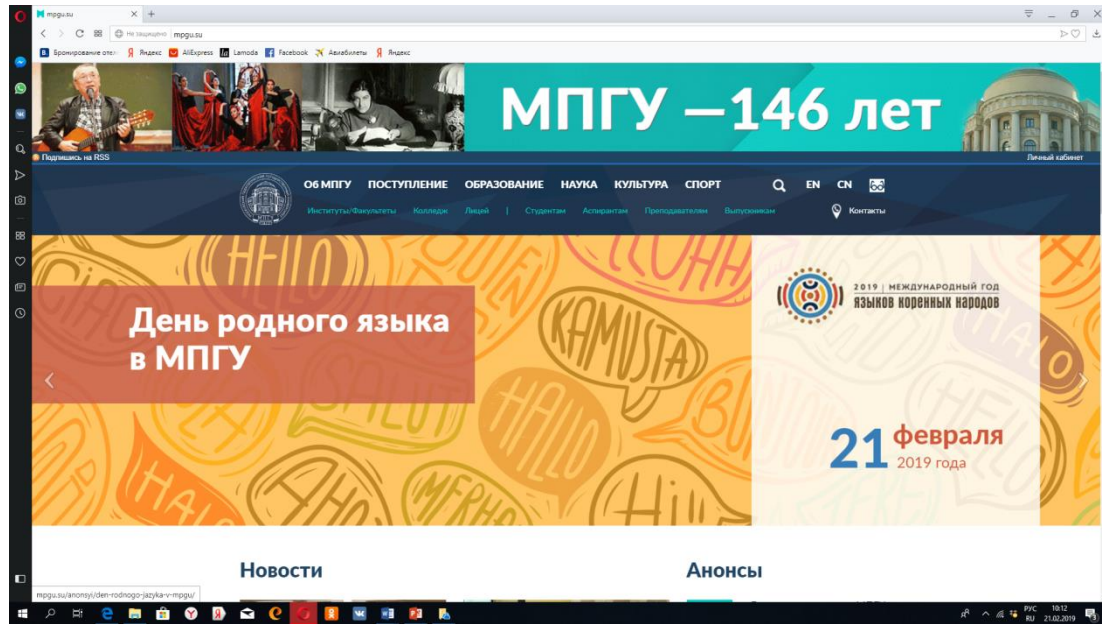 mpgu.su
Не защищено mpgu.su
Яндекс AliExpress Lamoda Facebook Авиабилеты Яндекс
МПГУ – 146 лет
Подпишись на RSS
Личный кабинет
Об МПГУ ПОСТУПЛЕНИЕ ОБРАЗОВАНИЕ НАУКА КУЛЬТУРА СПОРТ EN CN
Институты/Факультеты Колледж Лицей | Студентам Аспирантам Преподавателям Выпускникам Контакты
HELLO
KAMUSTA
HALLO
SALUT
HALO
MERHA
Hi!
День родного языка
в МПГУ
2019 | МЕЖДУНАРОДНЫЙ ГОД
ЯЗЫКОВ КОРЕННЫХ НАРОДОВ
21 февраля
2019 года
Новости
Анонсы
mpgu.su/anonsyi/den-rodnogo-jazyka-v-mpgu/
РУС 10:12
RU 21.02.2019